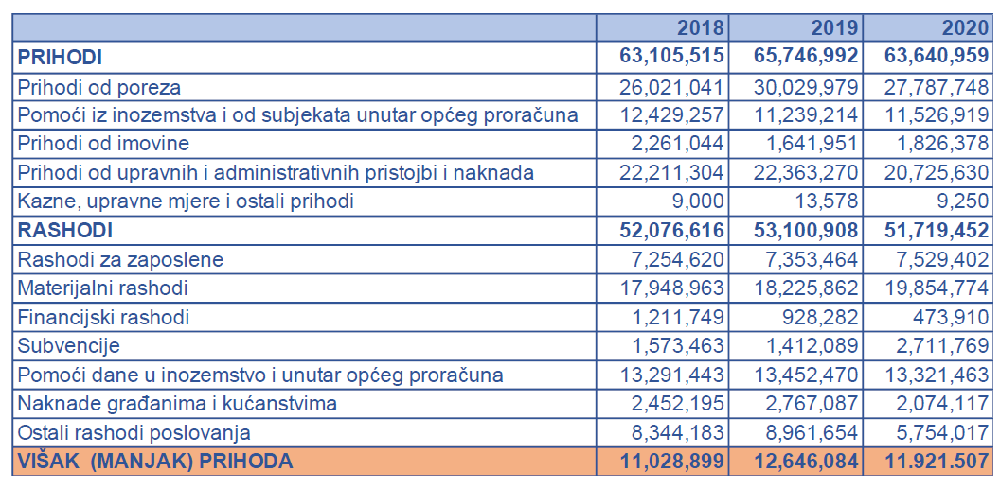 2018 2019 2020
PRIHODI 63,105,515 65,746,992 63,640,959
Prihodi od poreza 26,021,041 30,029,979 27,787,748
Pomoći iz inozemstva i od subjekata unutar općeg proračuna 12,429,257 11,239,214 11,526,919
Prihodi od imovine 2,261,044 1,641,951 1,826,378
Prihodi od upravnih i administrativnih pristojbi i naknada 22,211,304 22,363,270 20,725,630
Kazne, upravne mjere i ostali prihodi 9,000 13,578 9,250
RASHODI 52,076,616 53,100,908 51,719,452
Rashodi za zaposlene 7,254,620 7,353,464 7,529,402
Materijalni rashodi 17,948,963 18,225,862 19,854,774
Financijski rashodi 1,211,749 928,282 473,910
Subvencije 1,573,463 1,412,089 2,711,769
Pomoći dane u inozemstvo i unutar općeg proračuna 13,291,443 13,452,470 13,321,463
Naknade građanima i kućanstvima 2,452,195 2,767,087 2,074,117
Ostali rashodi poslovanja 8,344,183 8,961,654 5,754,017
VIŠAK (MANJAK) PRIHODA 11,028,899 12,646,084 11.921.507